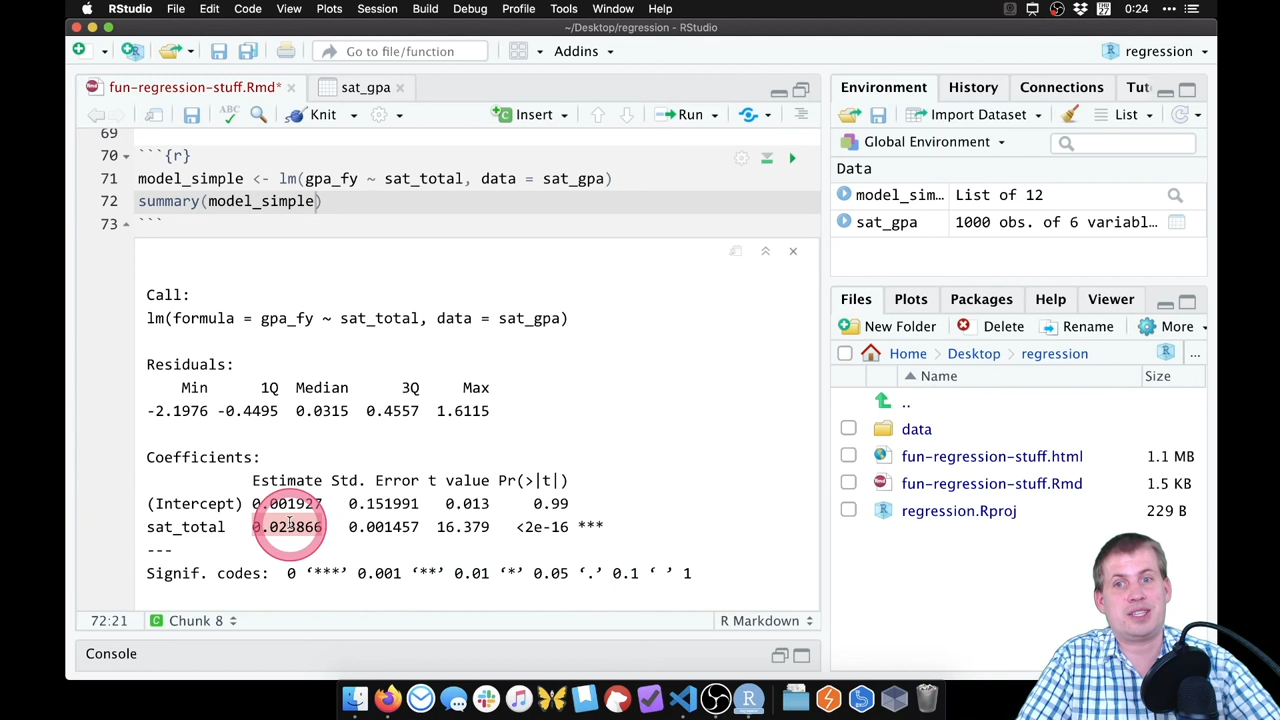 RStudio File Edit Code View Plots Session Build Debug Profile Tools Window Help THU 27 0:24
~/Desktop/regression - RStudio
Go to file/function Addins regression
fun-regression-stuff.Rmd* sat_gpa
ABC Knit Insert Run
69
70 ```{r}
71 model_simple <- lm(gpa_fy ~ sat_total, data = sat_gpa)
72 summary(model_simple)
73 ```
Call:
lm(formula = gpa_fy ~ sat_total, data = sat_gpa)
Residuals:
Min 1Q Median 3Q Max
-2.1976 -0.4495 0.0315 0.4557 1.6115
Coefficients:
Estimate Std. Error t value Pr(>|t|)
(Intercept) 0.001927 0.151991 0.013 0.99
sat_total 0.023866 0.001457 16.379 <2e-16 ***
---
Signif. codes: 0 ‘***’ 0.001 ‘**’ 0.01 ‘*’ 0.05 ‘.’ 0.1 ‘ ’ 1
72:21 Chunk 8 R Markdown
Console
Environment History Connections Tut
Import Dataset List
Global Environment
Data
model_sim… List of 12
sat_gpa 1000 obs. of 6 variabl…
Files Plots Packages Help Viewer
New Folder Delete Rename More
Home Desktop regression ...
Name Size
..
data
fun-regression-stuff.html 1.1 MB
fun-regression-stuff.Rmd 1.5 KB
regression.Rproj 229 B